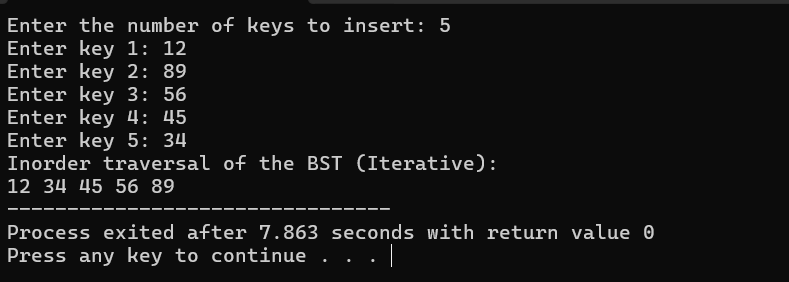 Enter the number of keys to insert: 5
Enter key 1: 12
Enter key 2: 89
Enter key 3: 56
Enter key 4: 45
Enter key 5: 34
Inorder traversal of the BST (Iterative):
12 34 45 56 89
--------------------------------
Process exited after 7.863 seconds with return value 0
Press any key to continue . . .